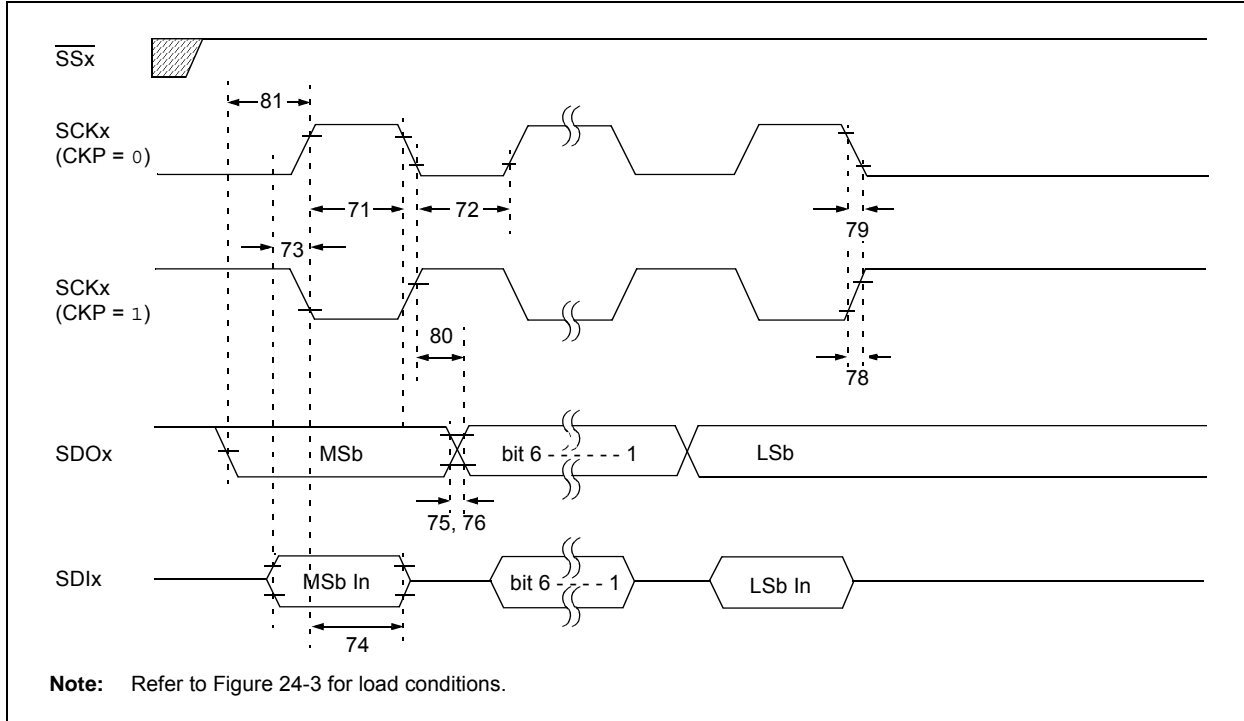 SSx
81
SCKx
(CKP = 0)
71
72
79
73
SCKx
(CKP = 1)
80
78
SDOx
MSb
bit 6 - - - - - - 1
LSb
75, 76
SDIx
MSb In
bit 6 - - - - 1
LSb In
74
Note: Refer to Figure 24-3 for load conditions.